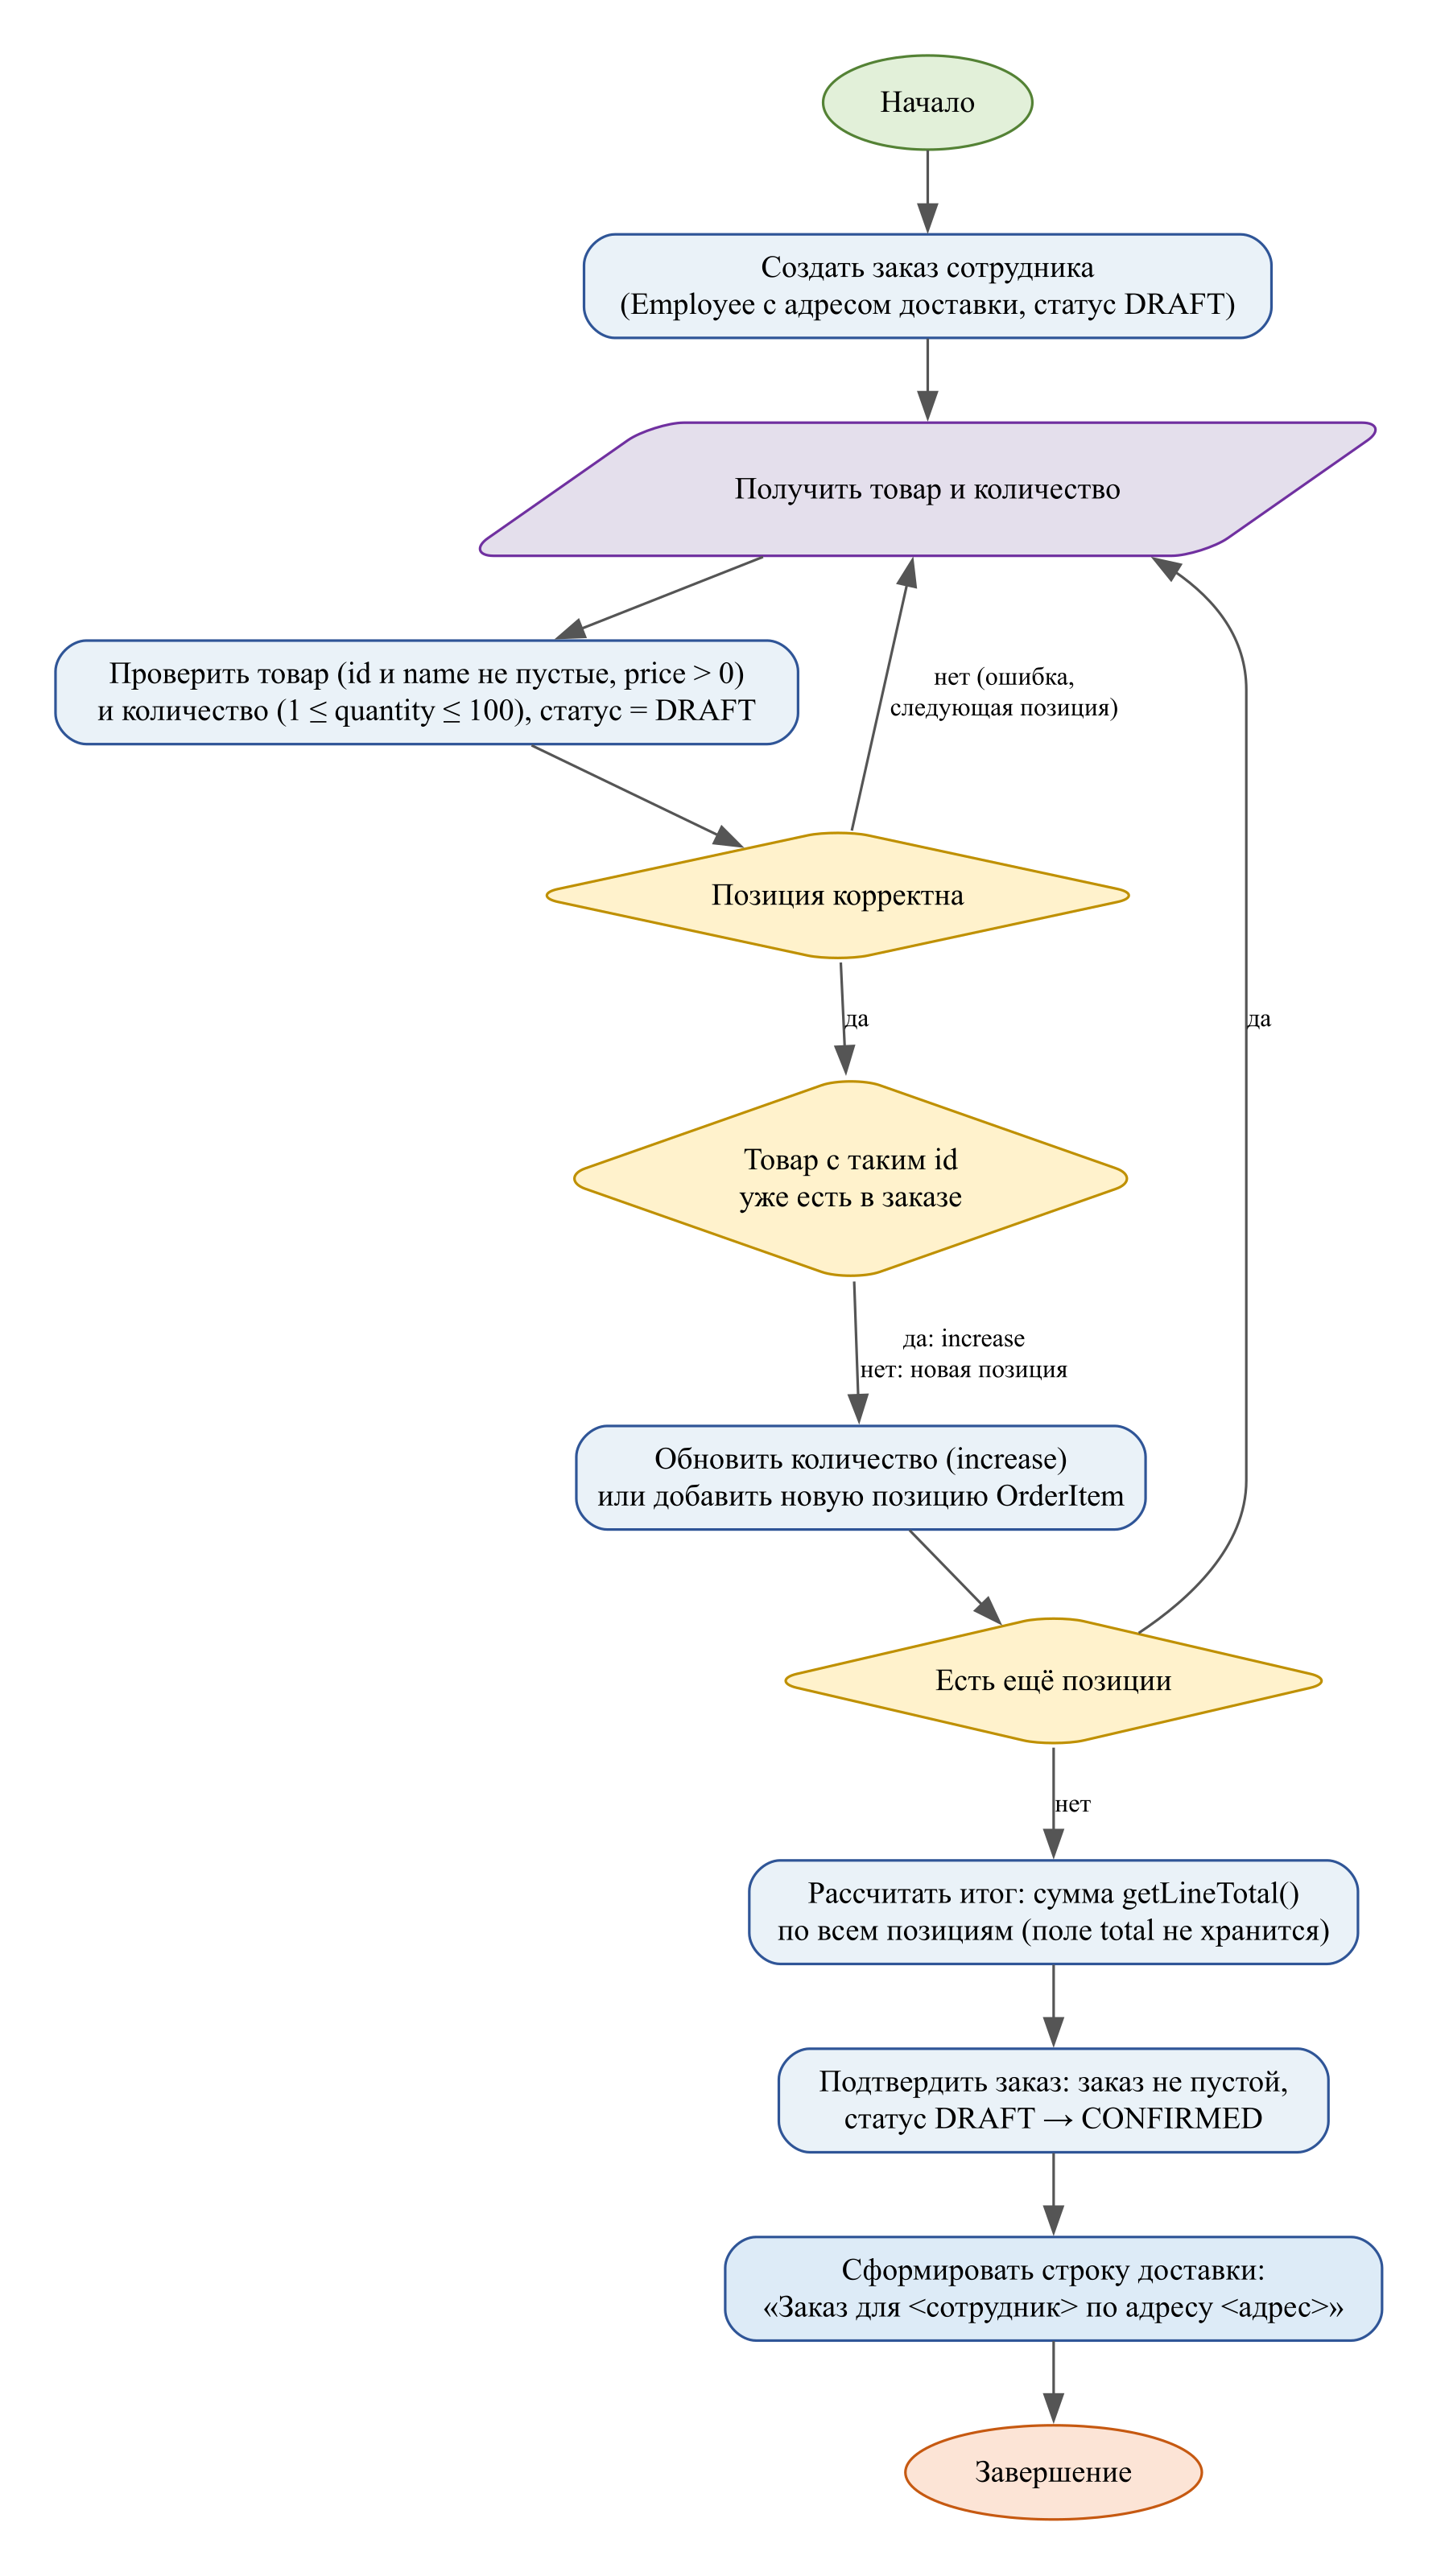 Начало
Создать заказ сотрудника
(Employee с адресом доставки, статус DRAFT)
Получить товар и количество
Проверить товар (id и name не пустые, price > 0)
и количество (1 ≤ quantity ≤ 100), статус = DRAFT
нет (ошибка,
следующая позиция)
Позиция корректна
да
да
Товар с таким id
уже есть в заказе
да: increase
нет: новая позиция
Обновить количество (increase)
или добавить новую позицию OrderItem
Есть ещё позиции
нет
Рассчитать итог: сумма getLineTotal()
по всем позициям (поле total не хранится)
Подтвердить заказ: заказ не пустой,
статус DRAFT → CONFIRMED
Сформировать строку доставки:
«Заказ для <сотрудник> по адресу <адрес>»
Завершение